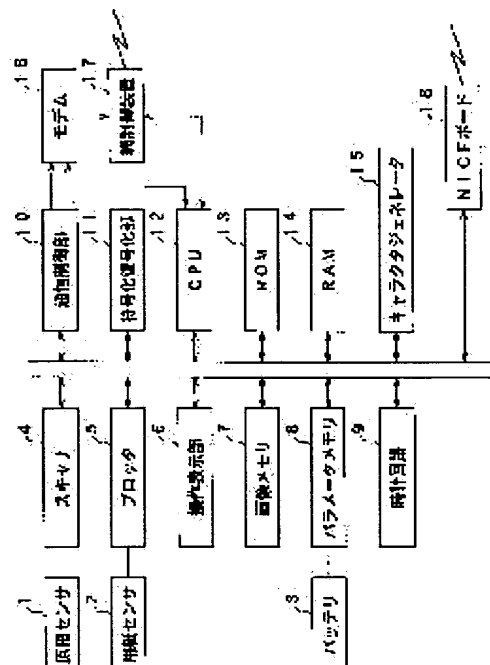 1
センサ
4
スキャナ
10
通信制御部
16
モデム
2
用紙センサ
5
プロッタ
11
符号化復号化部
17
網制御装置
6
操作表示部
12
CPU
7
画像メモリ
13
ROM
3
バッテリ
8
パラメータメモリ
14
RAM
9
時計回路
15
キャラクタジェネレータ
18
NICFボード